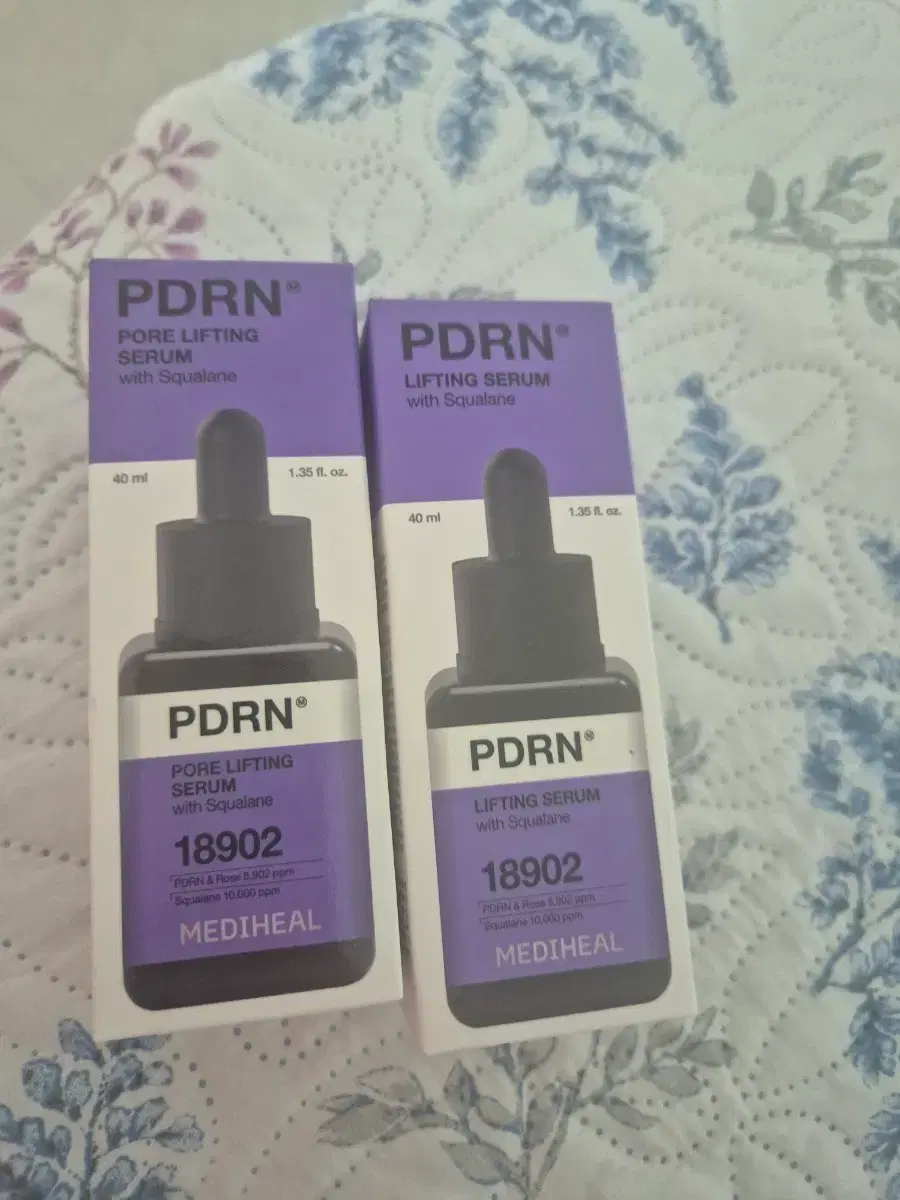 PDRN Ⓜ
PORE LIFTING
SERUM
with Squalane
40 ml
1.35 fl. oz.
PDRN Ⓜ
PORE LIFTING
SERUM
with Squalane
18902
PDRN & Rose 8,902 ppm
Squalane 10,000 ppm
MEDIHEAL
PDRN Ⓜ
LIFTING SERUM
with Squalane
40 ml
1.35 fl. oz.
PDRN Ⓜ
LIFTING SERUM
with Squalane
18902
PDRN & Rose 8,902 ppm
Squalane 10,000 ppm
MEDIHEAL